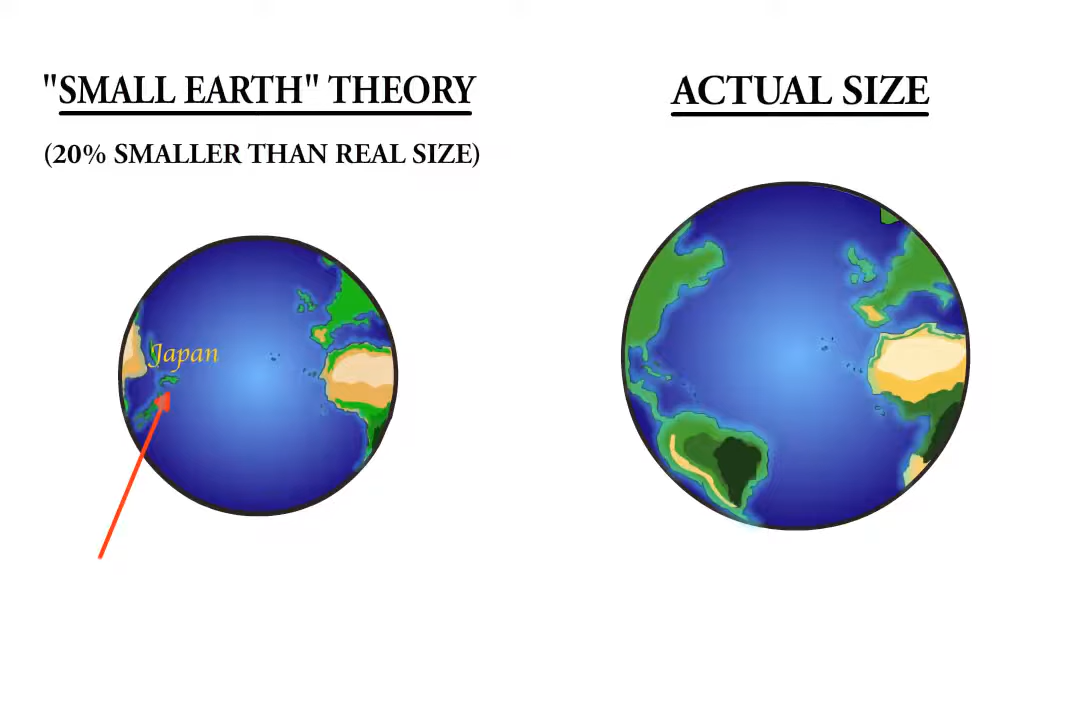 "SMALL EARTH" THEORY
(20% SMALLER THAN REAL SIZE)
Japan
ACTUAL SIZE